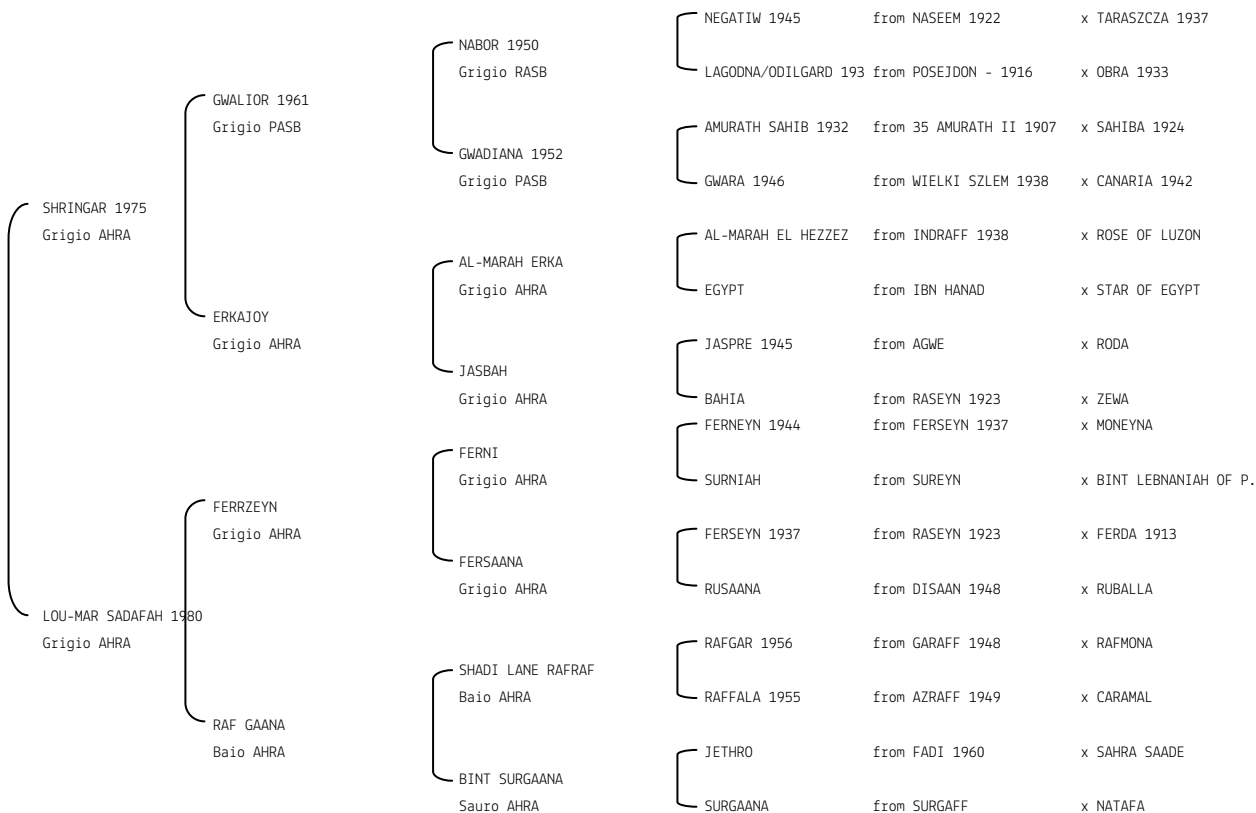 NEGATIW 1945 from NASEEM 1922 x TARASZCZA 1937
NABOR 1950
Grigio RASB LAGODNA/ODILGARD 193 from POSEJDON - 1916 x OBRA 1933
GWALIOR 1961
Grigio PASB AMURATH SAHIB 1932 from 35 AMURATH II 1907 x SAHIBA 1924
GWADIANA 1952
Grigio PASB GWARA 1946 from WIELKI SZLEM 1938 x CANARIA 1942
SHRINGAR 1975
Grigio AHRA AL-MARAH EL HEZZEZ from INDRAFF 1938 x ROSE OF LUZON
AL-MARAH ERKA
Grigio AHRA EGYPT from IBN HANAD x STAR OF EGYPT
ERKAJOY
Grigio AHRA JASPRE 1945 from AGWE x RODA
JASBAH
Grigio AHRA BAHIA from RASEYN 1923 x ZEWA
FERNEYN 1944 from FERSEYN 1937 x MONEYNA
FERNI
Grigio AHRA SURNIAH from SUREYN x BINT LEBNANIAH OF P.
FERRZEYN
Grigio AHRA FERSEYN 1937 from RASEYN 1923 x FERDA 1913
FERSAANA
Grigio AHRA RUSAANA from DISAAN 1948 x RUBALLA
LOU-MAR SADAFAH 1980
Grigio AHRA RAFGAR 1956 from GARAFF 1948 x RAFMONA
SHADI LANE RAFRAF
Baio AHRA RAFFALA 1955 from AZRAFF 1949 x CARAMAL
RAF GAANA
Baio AHRA JETHRO from FADI 1960 x SAHRA SAADE
BINT SURGAANA
Sauro AHRA SURGAANA from SURGAFF x NATAFA